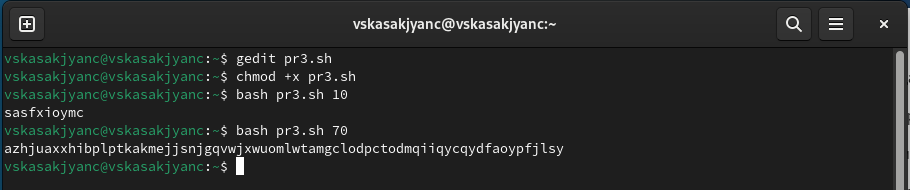 vskasakjyanc@vskasakjyanc:~
vskasakjyanc@vskasakjyanc:~$ gedit pr3.sh
vskasakjyanc@vskasakjyanc:~$ chmod +x pr3.sh
vskasakjyanc@vskasakjyanc:~$ bash pr3.sh 10
sasfxioymc
vskasakjyanc@vskasakjyanc:~$ bash pr3.sh 70
azhjuaxxhibplptkakmejjsnjgqvwjxwuomlwtamgclodpctodmqiiqycqydfaoypfjlsy
vskasakjyanc@vskasakjyanc:~$